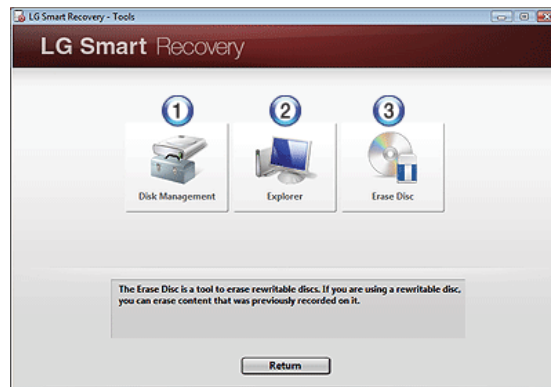 LG Smart Recovery - Tools
LG Smart Recovery
1 2 3
Disk Management Explorer Erase Disc
The Erase Disc is a tool to erase rewritable discs. If you are using a rewritable disc,
you can erase content that was previously recorded on it.
Return